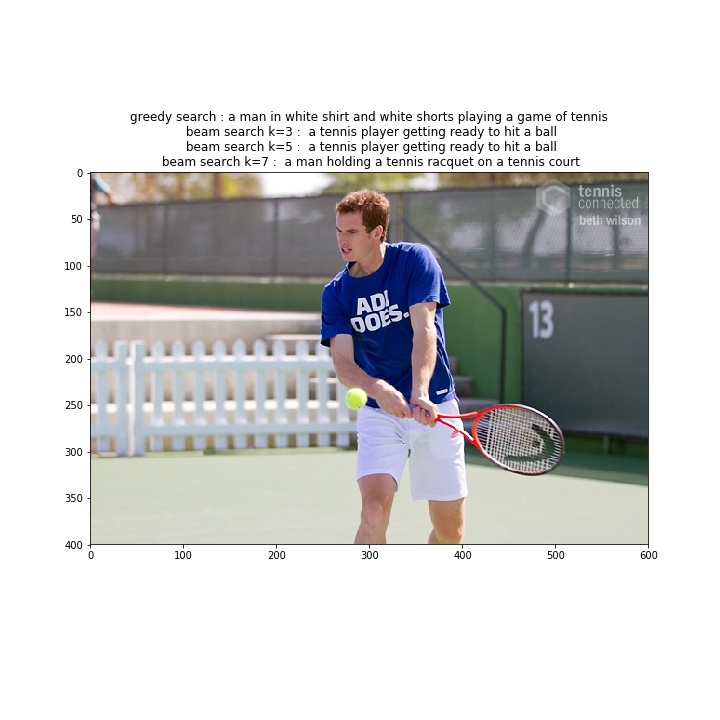 greedy search : a man in white shirt and white shorts playing a game of tennis
beam search k=3 :  a tennis player getting ready to hit a ball
beam search k=5 :  a tennis player getting ready to hit a ball
beam search k=7 :  a man holding a tennis racquet on a tennis court
0
50
100
150
200
250
300
350
400
tennis
connected
beth wilson
13
ADI
DOES.
0
100
200
300
400
500
600